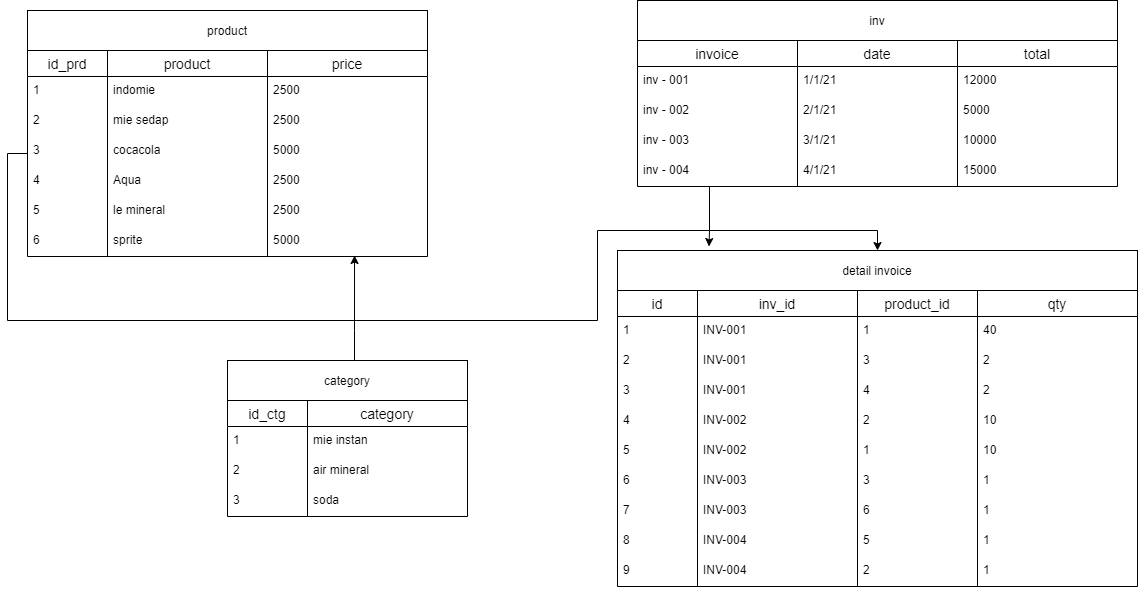 product
id_prd product price
1 indomie 2500
2 mie sedap 2500
3 cocacola 5000
4 Aqua 2500
5 le mineral 2500
6 sprite 5000
inv
invoice date total
inv - 001 1/1/21 12000
inv - 002 2/1/21 5000
inv - 003 3/1/21 10000
inv - 004 4/1/21 15000
category
id_ctg category
1 mie instan
2 air mineral
3 soda
detail invoice
id inv_id product_id qty
1 INV-001 1 40
2 INV-001 3 2
3 INV-001 4 2
4 INV-002 2 10
5 INV-002 1 10
6 INV-003 3 1
7 INV-003 6 1
8 INV-004 5 1
9 INV-004 2 1